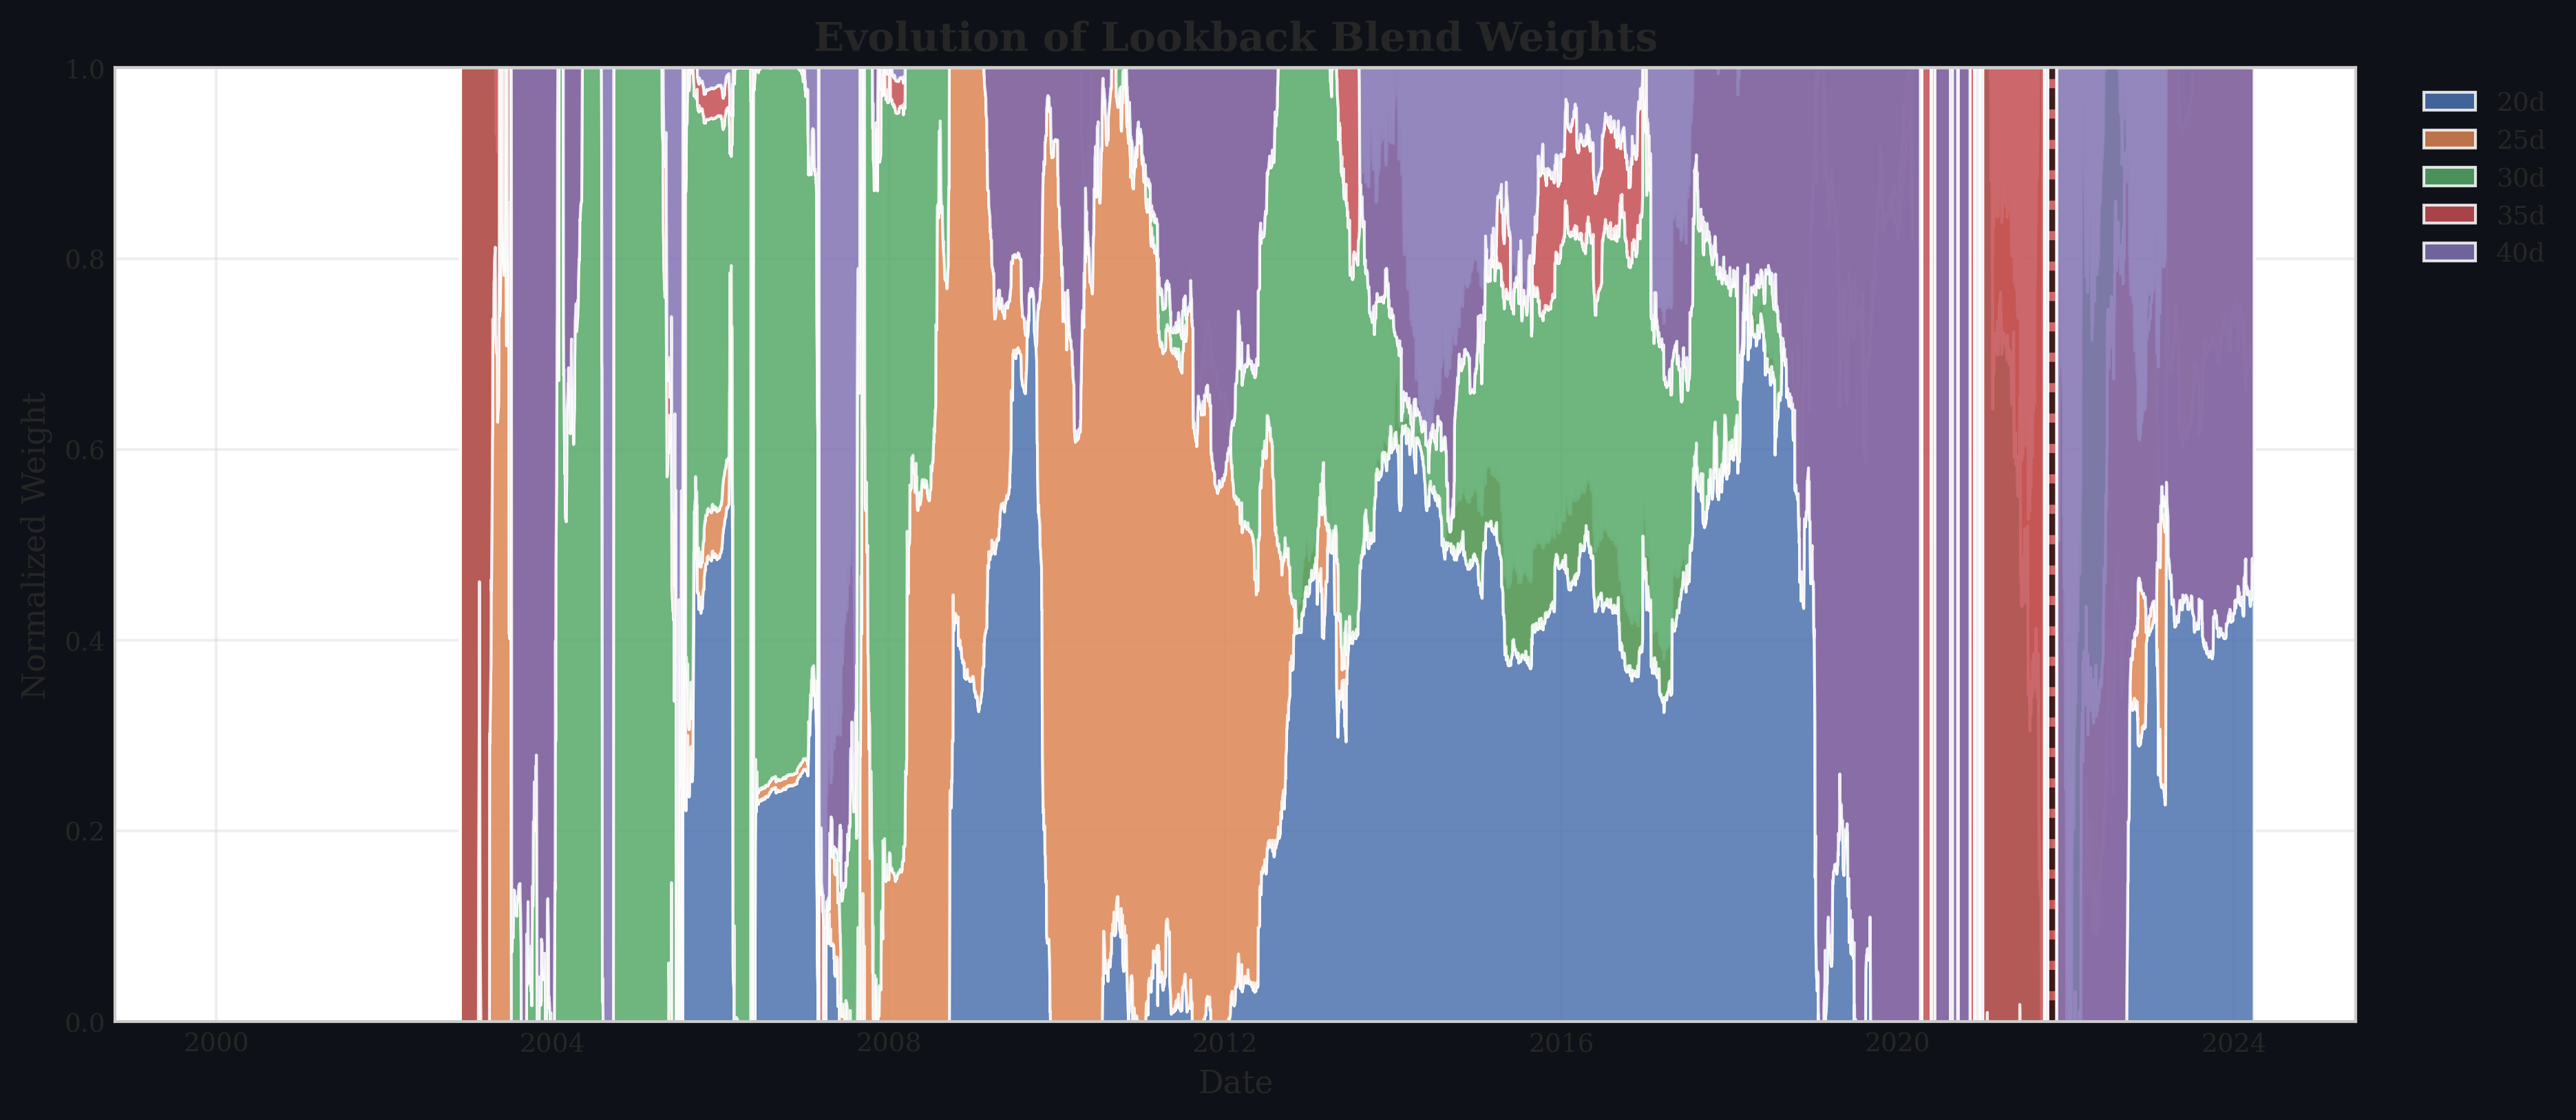 Evolution of Lookback Blend Weights
1.0
0.8
0.6
0.4
0.2
0.0
Normalized Weight
2000
2004
2008
2012
2016
2020
2024
Date
20d
25d
30d
35d
40d